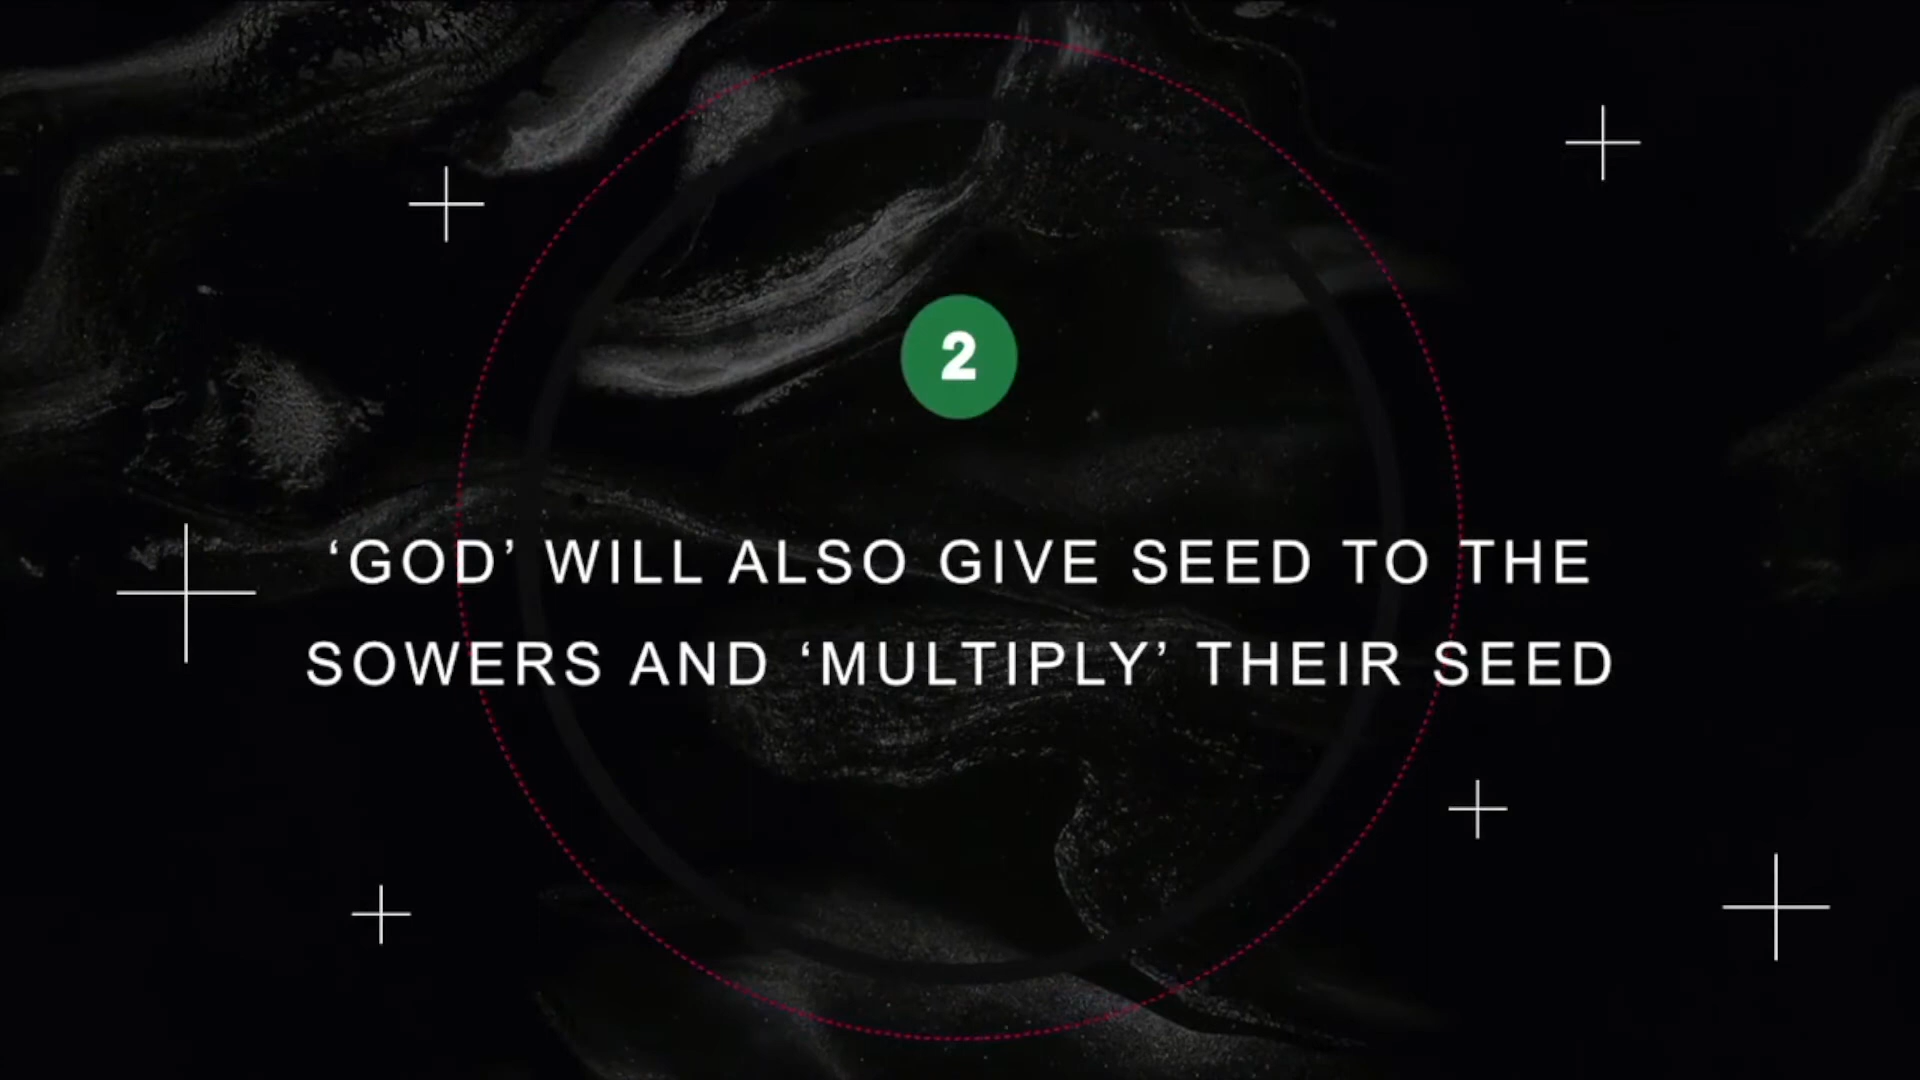 2
‘GOD’ WILL ALSO GIVE SEED TO THE
SOWERS AND ‘MULTIPLY’ THEIR SEED